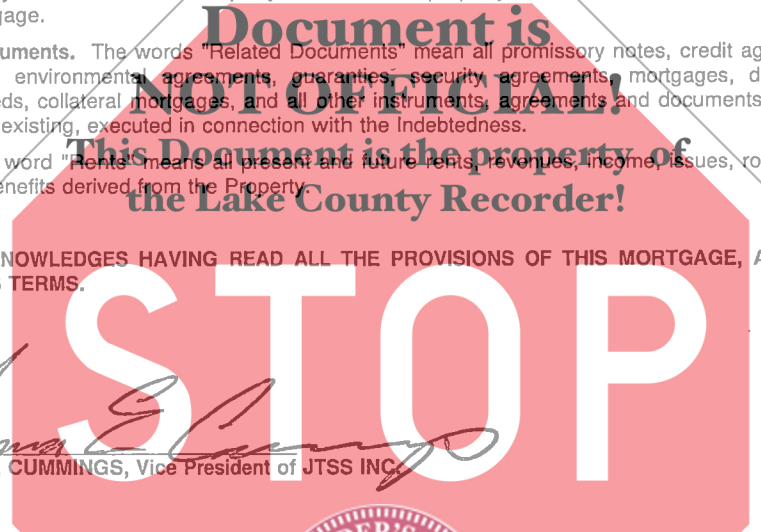 gage.
Document is
uments. The words "Related Documents" mean all promissory notes, credit ag
environmental agreements, guaranties, security agreements, mortgages, d
NOT OFFICIAL!
eds, collateral mortgages, and all other instruments, agreements and documents
existing, executed in connection with the Indebtedness.
This Document is the property of
word "Rents" means all present and future rents, revenues, income, issues, ro
enefits derived from the Property.
the Lake County Recorder!
NOWLEDGES HAVING READ ALL THE PROVISIONS OF THIS MORTGAGE, A
TERMS.
STOP
CUMMINGS, Vice President of JTSS INC.